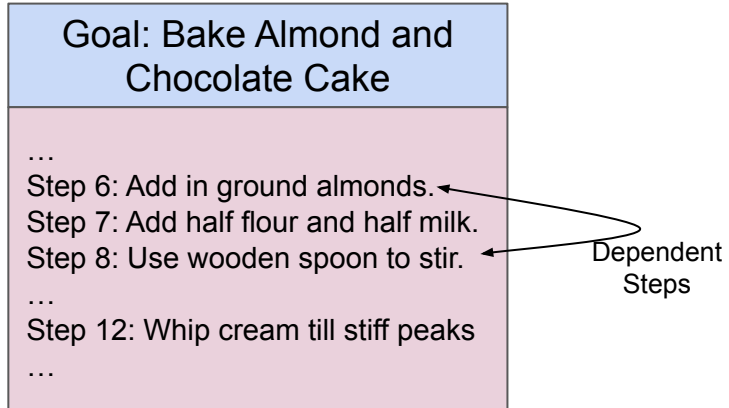 Goal: Bake Almond and
Chocolate Cake
…
Step 6: Add in ground almonds.
Step 7: Add half flour and half milk.
Step 8: Use wooden spoon to stir.
…
Step 12: Whip cream till stiff peaks
…
Dependent
Steps